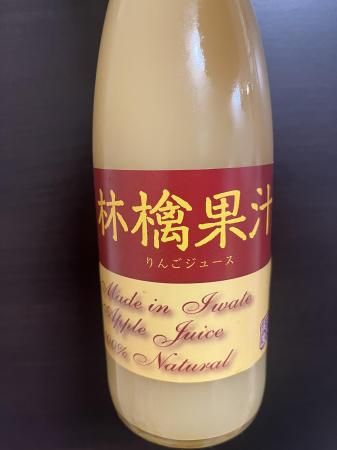 林檎果汁
りんごジュース
Made in Iwate
Apple Juice
100% Natural